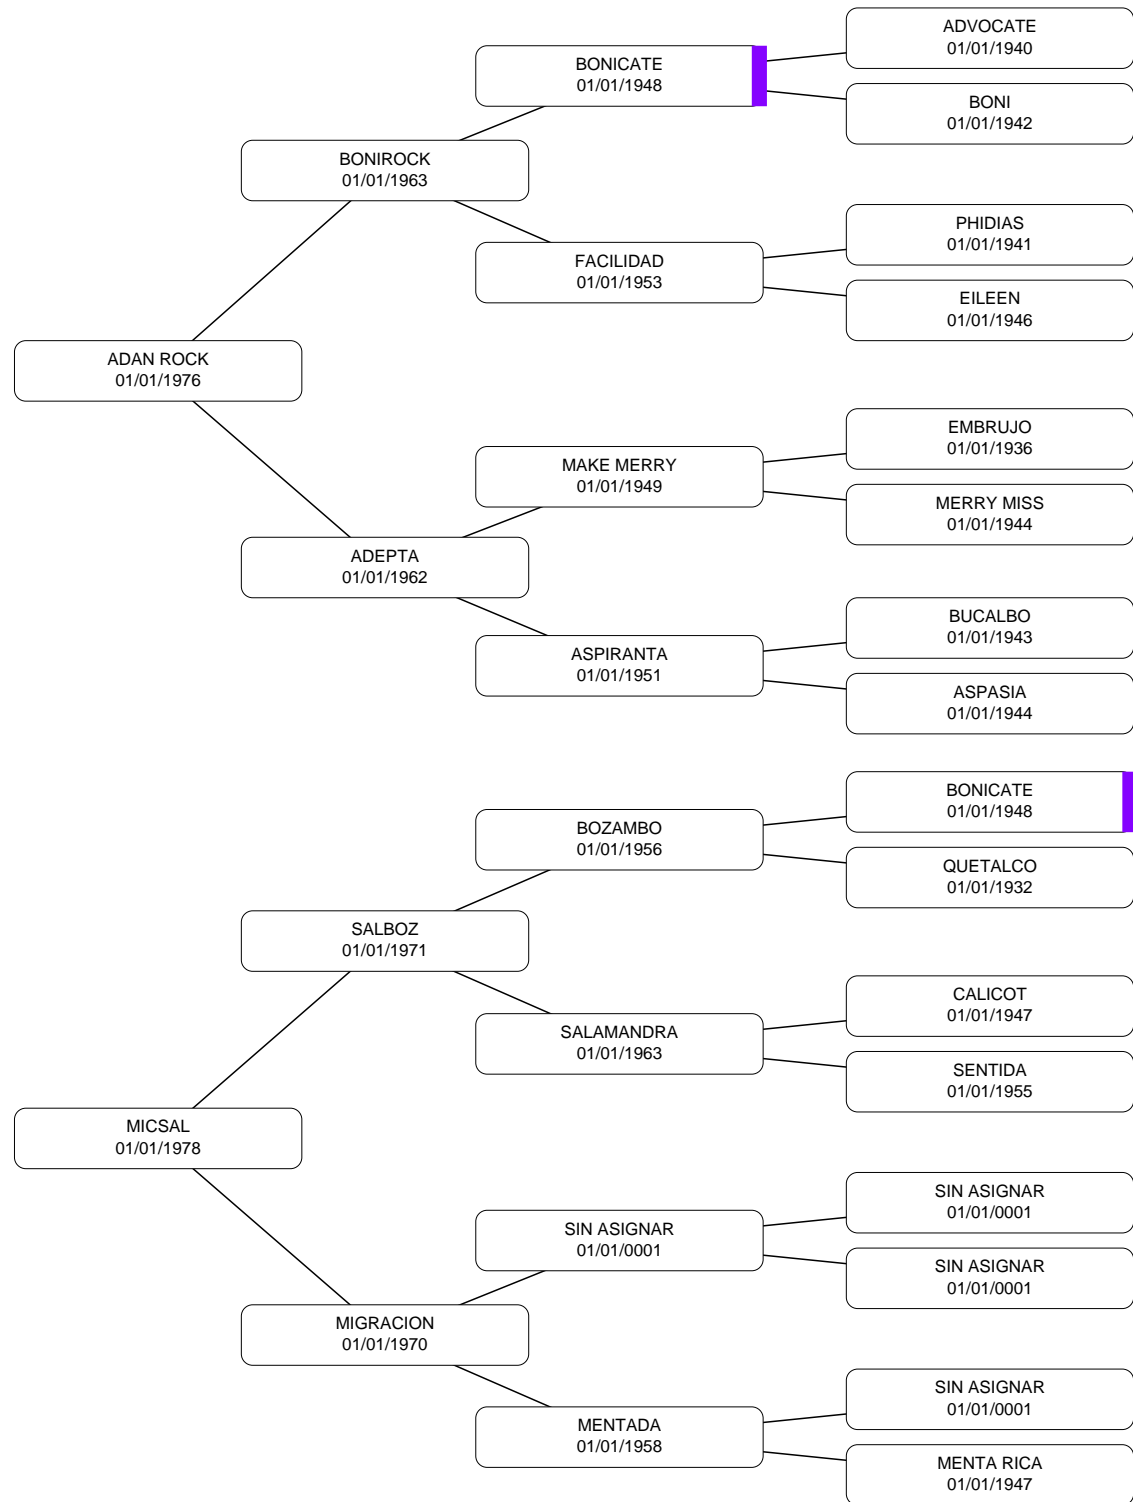 ADVOCATE
01/01/1940
BONICATE
01/01/1948
BONI
01/01/1942
BONIROCK
01/01/1963
PHIDIAS
01/01/1941
FACILIDAD
01/01/1953
EILEEN
01/01/1946
ADAN ROCK
01/01/1976
EMBRUJO
01/01/1936
MAKE MERRY
01/01/1949
MERRY MISS
01/01/1944
ADEPTA
01/01/1962
BUCALBO
01/01/1943
ASPIRANTA
01/01/1951
ASPASIA
01/01/1944
BONICATE
01/01/1948
BOZAMBO
01/01/1956
QUETALCO
01/01/1932
SALBOZ
01/01/1971
CALICOT
01/01/1947
SALAMANDRA
01/01/1963
SENTIDA
01/01/1955
MICSAL
01/01/1978
SIN ASIGNAR
01/01/0001
SIN ASIGNAR
01/01/0001
SIN ASIGNAR
01/01/0001
MIGRACION
01/01/1970
SIN ASIGNAR
01/01/0001
MENTADA
01/01/1958
MENTA RICA
01/01/1947